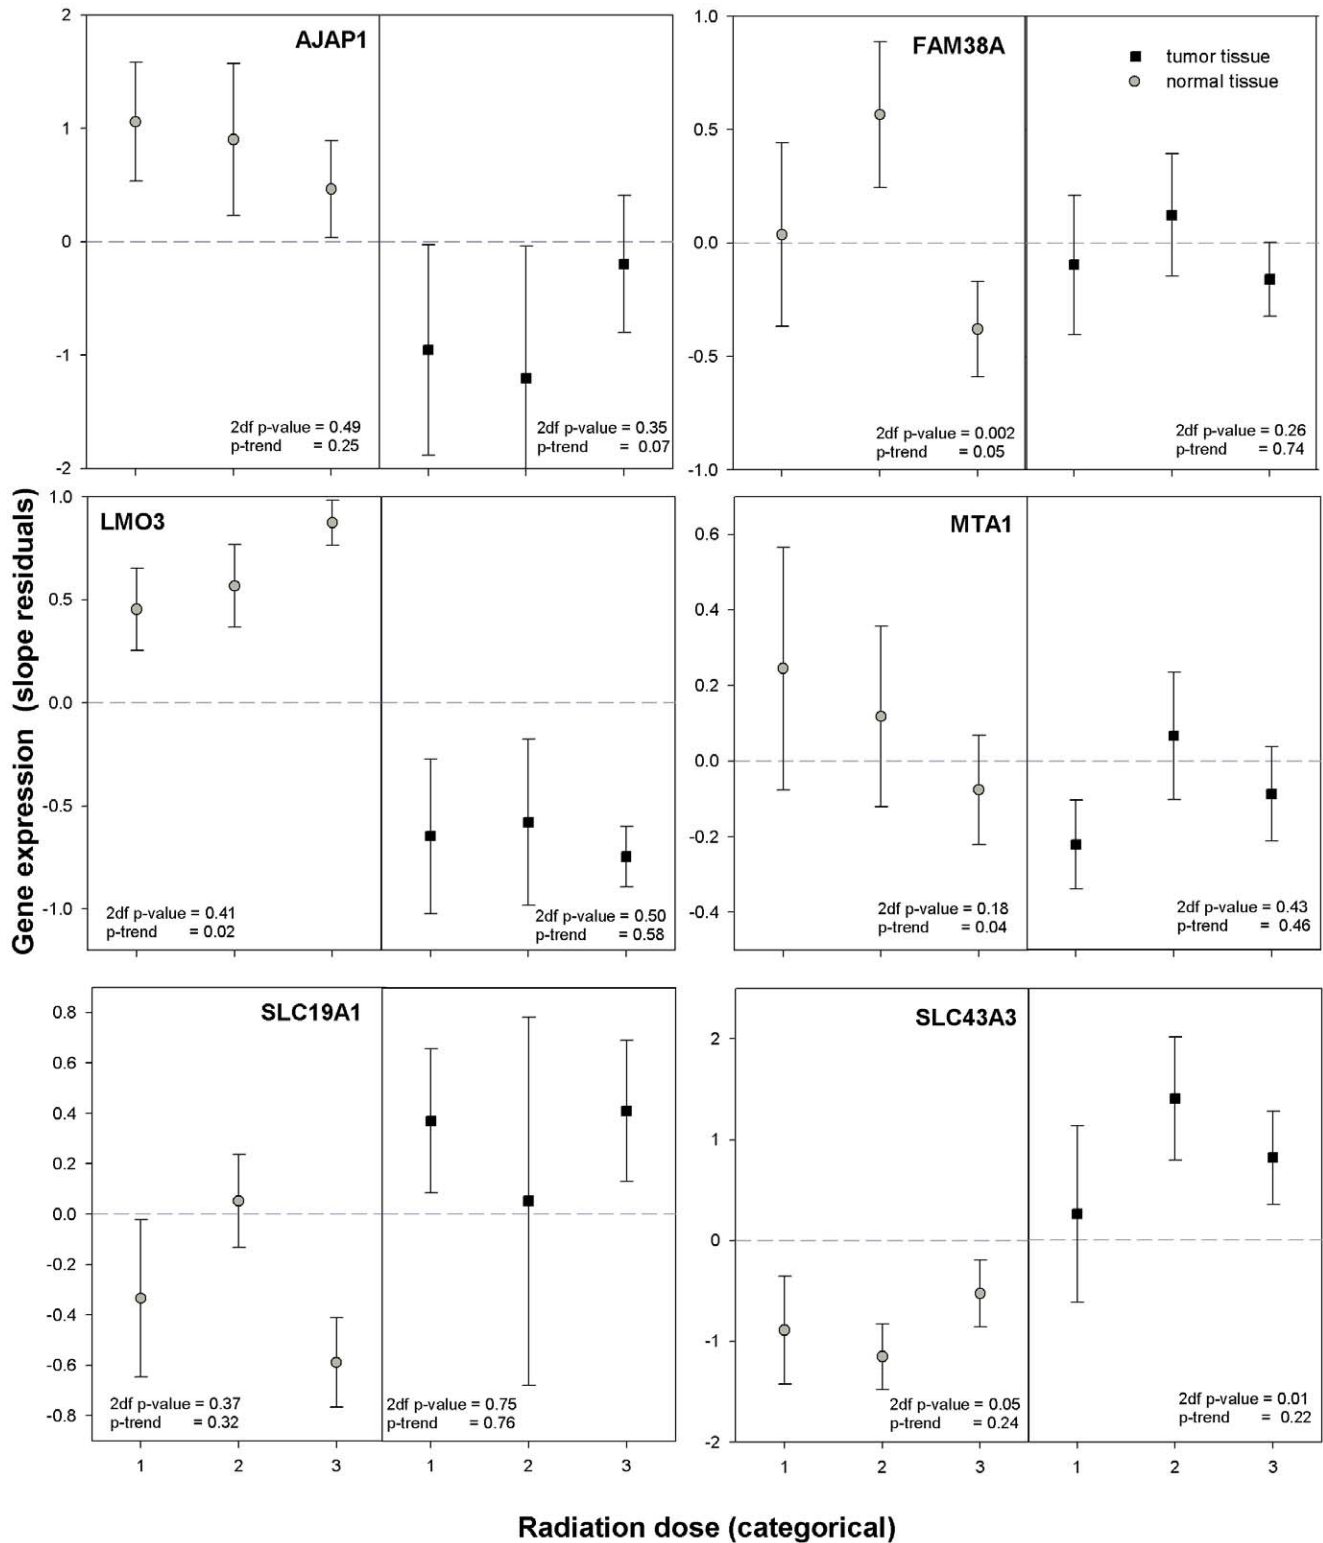 AJAP1
2
1
0
-1
-2
2df p-value = 0.49
p-trend = 0.25
2df p-value = 0.35
p-trend = 0.07
FAM38A
tumor tissue
normal tissue
1.0
0.5
0.0
-0.5
-1.0
2df p-value = 0.002
p-trend = 0.05
2df p-value = 0.26
p-trend = 0.74
Gene expression (slope residuals)
LMO3
1.0
0.5
0.0
-0.5
-1.0
2df p-value = 0.41
p-trend = 0.02
2df p-value = 0.50
p-trend = 0.58
MTA1
0.6
0.4
0.2
0.0
-0.2
-0.4
2df p-value = 0.18
p-trend = 0.04
2df p-value = 0.43
p-trend = 0.46
SLC19A1
0.8
0.6
0.4
0.2
0.0
-0.2
-0.4
-0.6
-0.8
2df p-value = 0.37
p-trend = 0.32
2df p-value = 0.75
p-trend = 0.76
1 2 3 1 2 3
SLC43A3
2
1
0
-1
-2
2df p-value = 0.05
p-trend = 0.24
2df p-value = 0.01
p-trend = 0.22
1 2 3 1 2 3
Radiation dose (categorical)